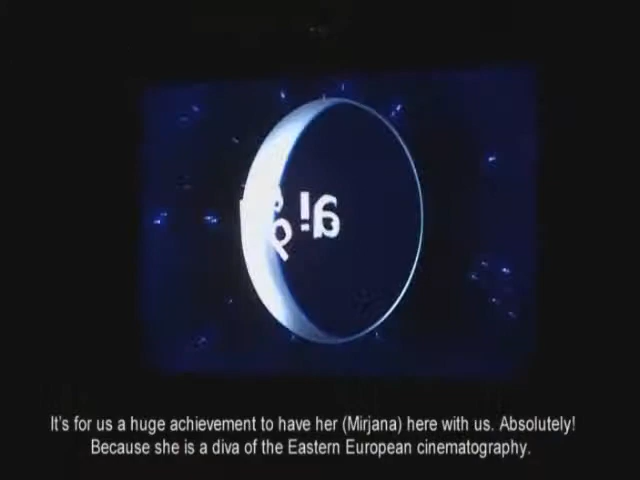 It's for us a huge achievement to have her (Mirjana) here with us. Absolutely!
Because she is a diva of the Eastern European cinematography.